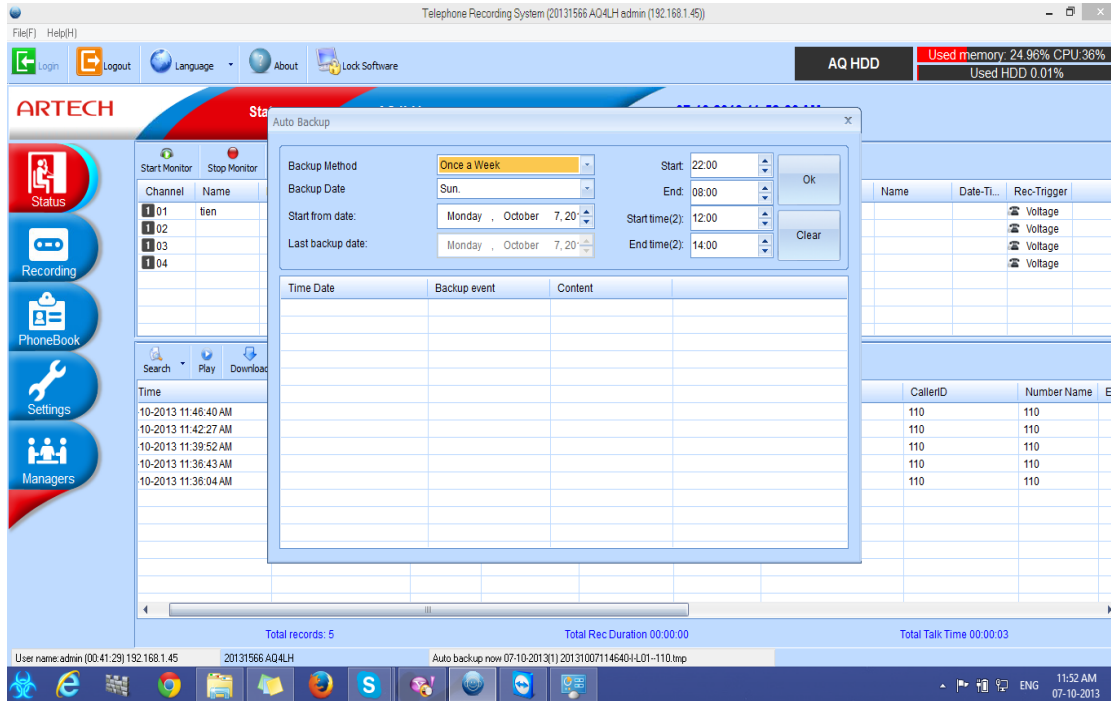 Telephone Recording System (20131566 AQ4LH admin (192.168.1.45))
File(F) Help(H)
Login Logout Language About Lock Software
AQ HDD
Used memory: 24.96% CPU:36%
Used HDD 0.01%
ARTECH
Sta
Auto Backup
x
Status
Recording
PhoneBook
Settings
Managers
Start Monitor Stop Monitor
Channel Name
1 01 tien
1 02
1 03
1 04
Backup Method Once a Week
Backup Date Sun.
Start from date: Monday , October 7, 20
Last backup date: Monday , October 7, 20
Start: 22:00
End: 08:00
Start time(2): 12:00
End time(2): 14:00
Ok
Clear
Name Date-Ti... Rec-Trigger
Voltage
Voltage
Voltage
Voltage
Time Date Backup event Content
Search Play Download
Time
10-2013 11:46:40 AM
10-2013 11:42:27 AM
10-2013 11:39:52 AM
10-2013 11:36:43 AM
10-2013 11:36:04 AM
CallerID Number Name E
110 110
110 110
110 110
110 110
110 110
Total records: 5 Total Rec Duration 00:00:00 Total Talk Time 00:00:03
User name:admin (00:41:29) 192.168.1.45 20131566 AQ4LH Auto backup now 07-10-2013(1) 20131007114640-I-L01--110.tmp
ENG
11:52 AM
07-10-2013